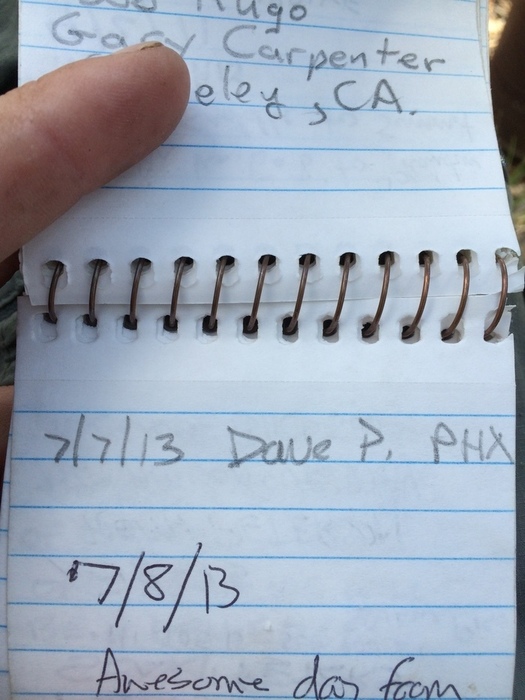 Hugo
Gary Carpenter
eley, CA.
7/7/13 Dave P. PHX
7/8/13
Awesome day from